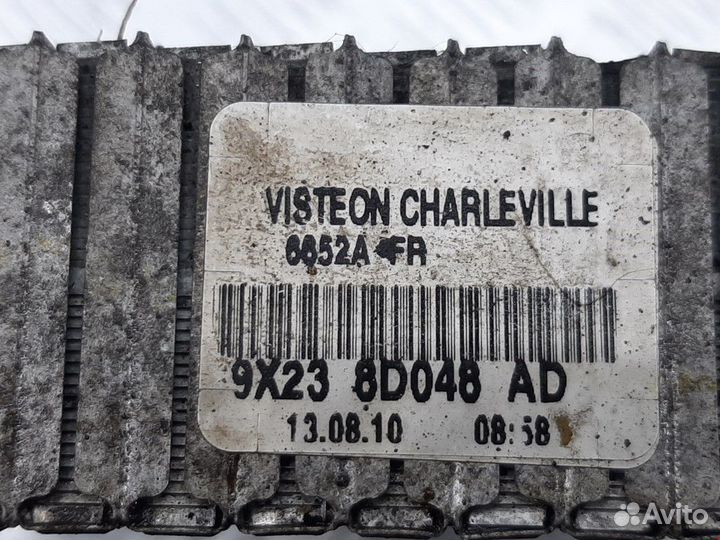 VISTEON CHARLEVILLE
6652A FR
9X23 8D048 AD
13.08.10 08:58
Avito